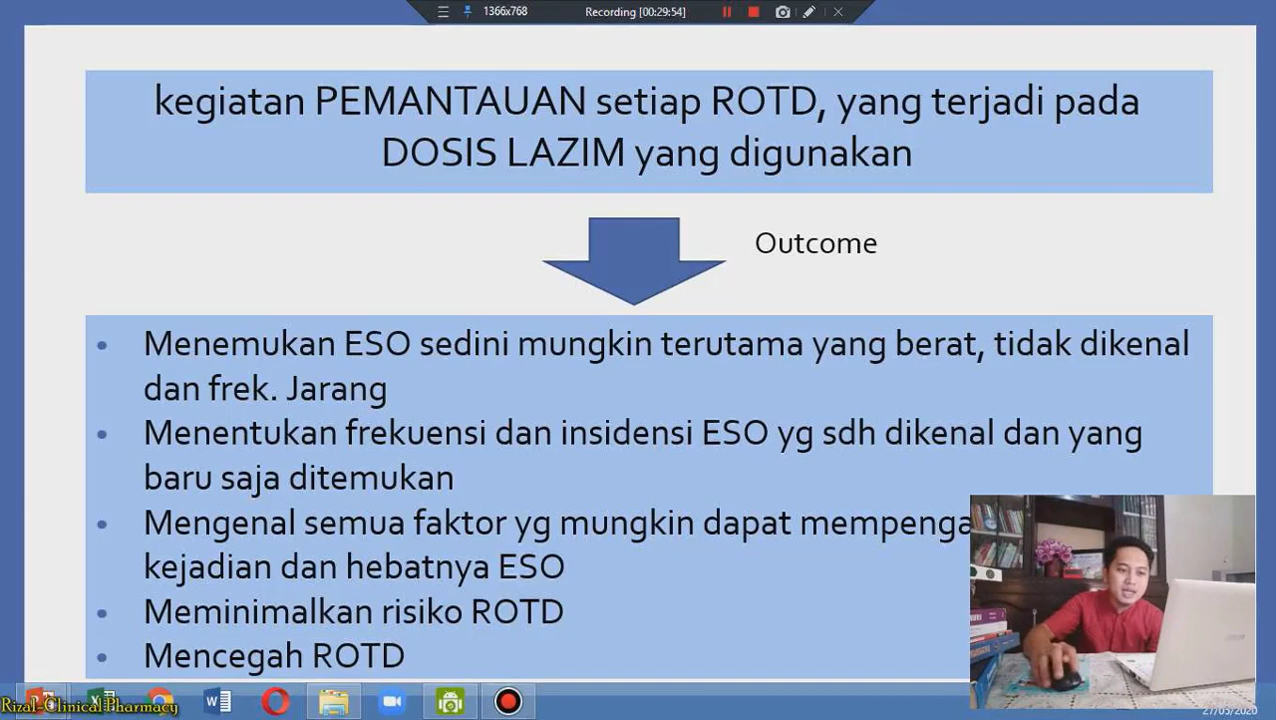 1366x768 Recording [00:29:54]
kegiatan PEMANTAUAN setiap ROTD, yang terjadi pada
DOSIS LAZIM yang digunakan
Outcome
• Menemukan ESO sedini mungkin terutama yang berat, tidak dikenal
dan frek. Jarang
• Menentukan frekuensi dan insidensi ESO yg sdh dikenal dan yang
baru saja ditemukan
• Mengenal semua faktor yg mungkin dapat mempenga
kejadian dan hebatnya ESO
• Meminimalkan risiko ROTD
• Mencegah ROTD
Rizal-Clinical Pharmacy
27/05/2020